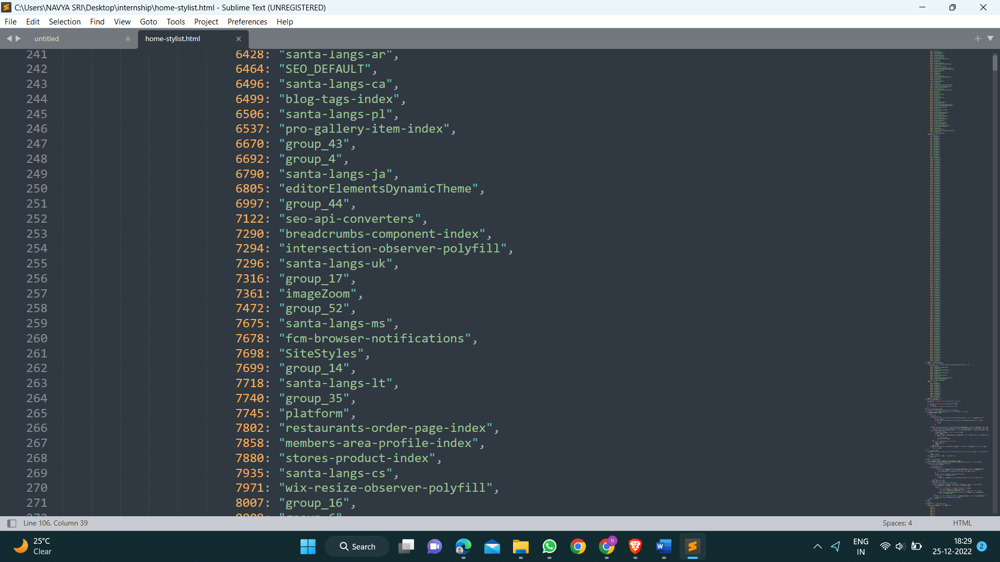 C:\Users\NAVYA SRI\Desktop\internship\home-stylist.html - Sublime Text (UNREGISTERED)
File Edit Selection Find View Goto Tools Project Preferences Help
untitled home-stylist.html
241 6428: "santa-langs-ar",
242 6464: "SEO_DEFAULT",
243 6496: "santa-langs-ca",
244 6499: "blog-tags-index",
245 6506: "santa-langs-pl",
246 6537: "pro-gallery-item-index",
247 6670: "group_43",
248 6692: "group_4",
249 6790: "santa-langs-ja",
250 6805: "editorElementsDynamicTheme",
251 6997: "group_44",
252 7122: "seo-api-converters",
253 7290: "breadcrumbs-component-index",
254 7294: "intersection-observer-polyfill",
255 7296: "santa-langs-uk",
256 7316: "group_17",
257 7361: "imageZoom",
258 7472: "group_52",
259 7675: "santa-langs-ms",
260 7678: "fcm-browser-notifications",
261 7698: "SiteStyles",
262 7699: "group_14",
263 7718: "santa-langs-lt",
264 7740: "group_35",
265 7745: "platform",
266 7802: "restaurants-order-page-index",
267 7858: "members-area-profile-index",
268 7880: "stores-product-index",
269 7935: "santa-langs-cs",
270 7971: "wix-resize-observer-polyfill",
271 8007: "group_16",
Line 106, Column 39 Spaces: 4 HTML
25°C
Clear
Search
ENG
IN
18:29
25-12-2022
2